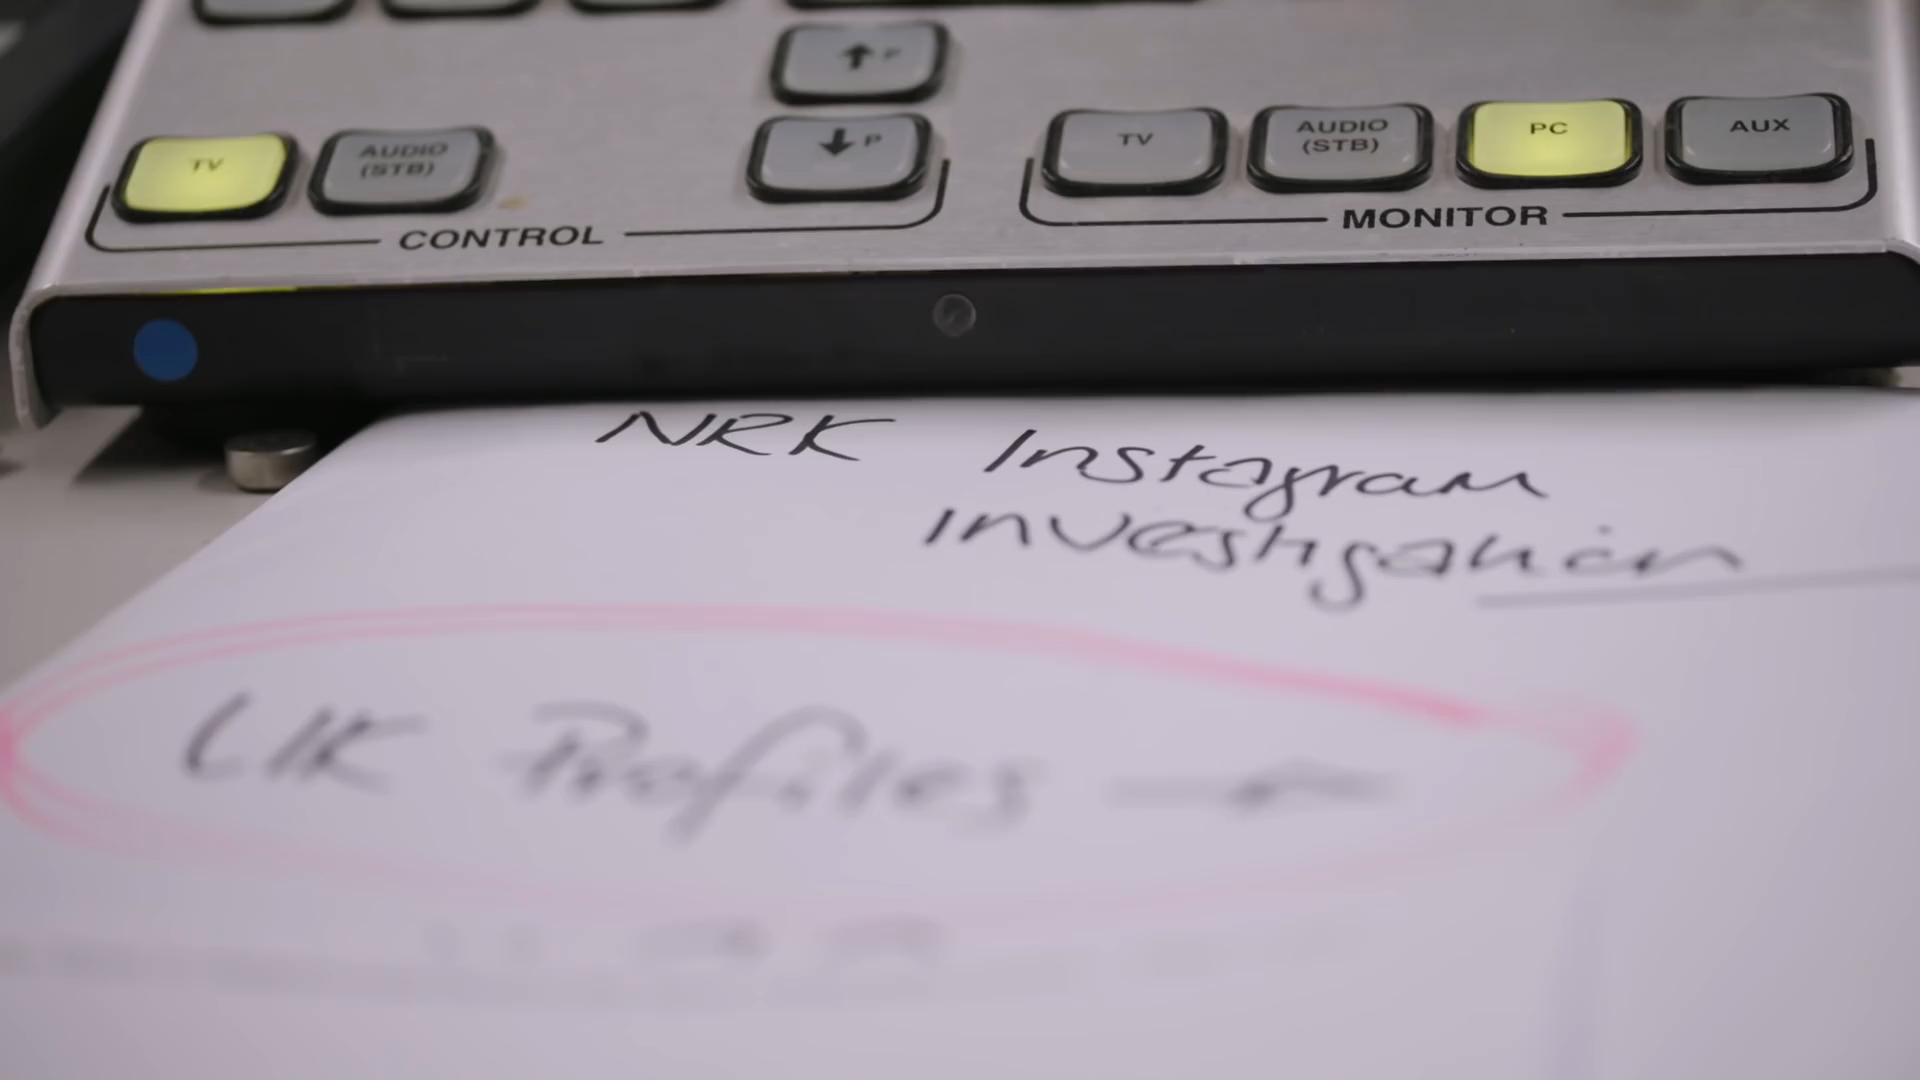 ↑ P
TV AUDIO (STB) ↓ P TV AUDIO (STB) PC AUX
CONTROL MONITOR
NRK Instagram
Investigation
UK Profiles →